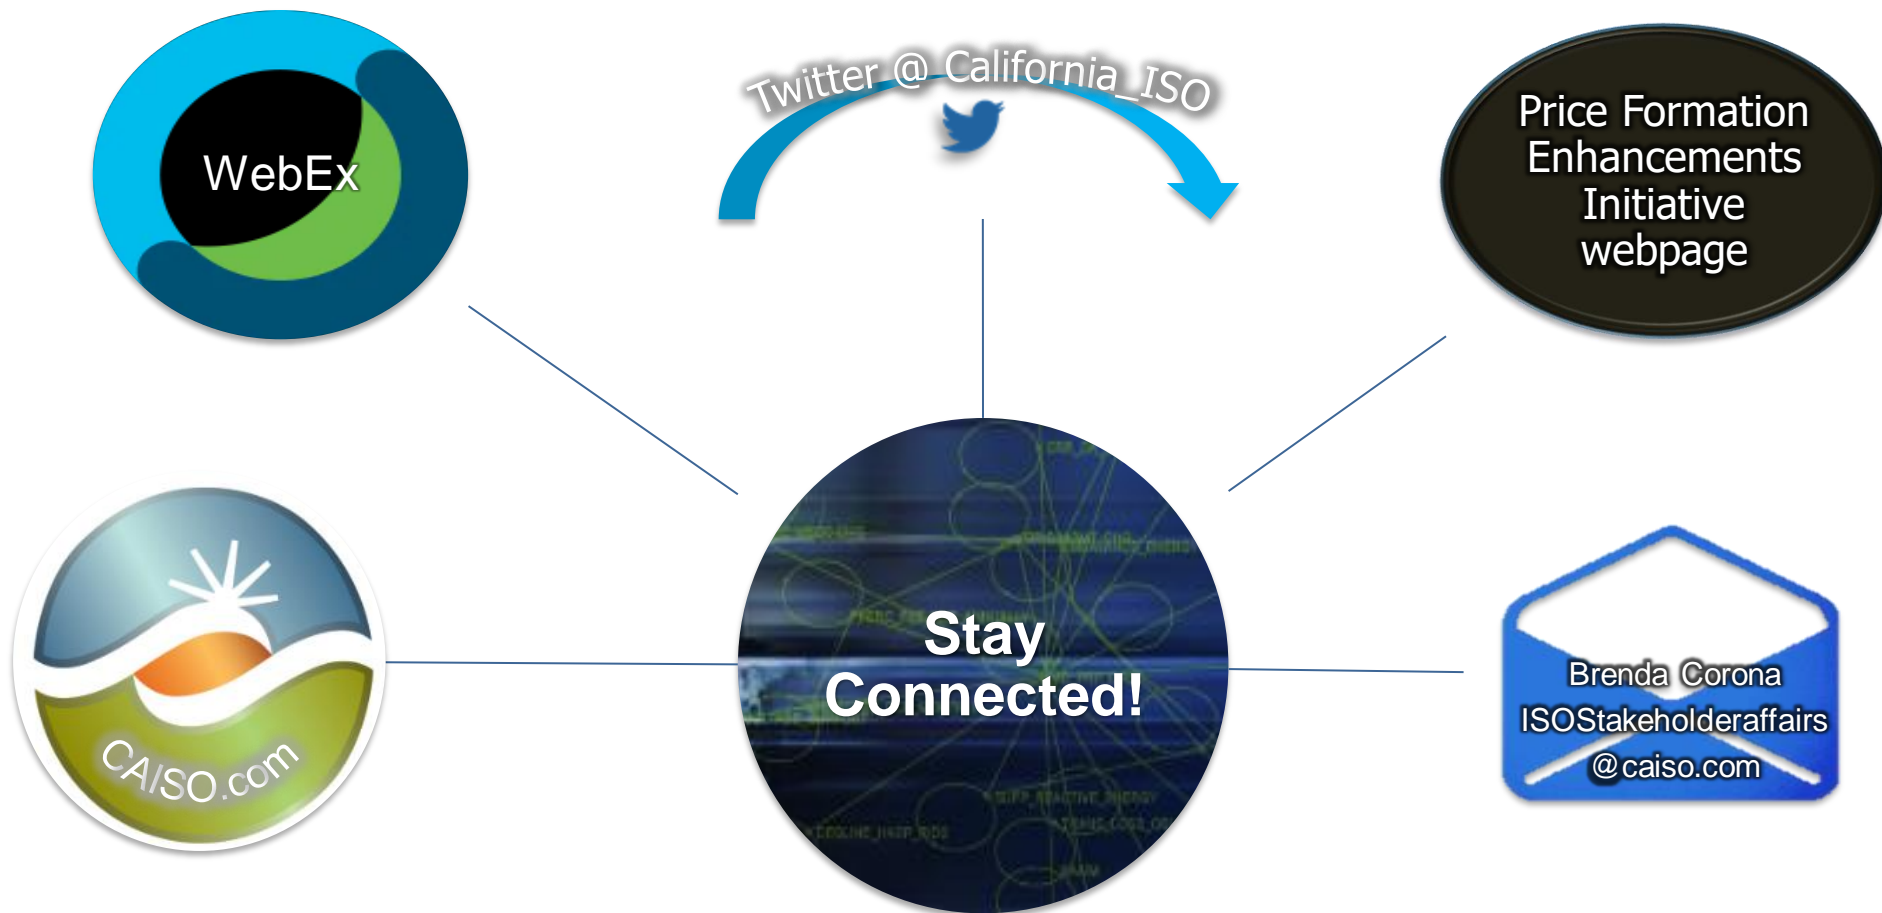 WebEx
Twitter @ California_ISO
Price Formation
Enhancements
Initiative
webpage
CAISO.com
Stay
Connected!
Brenda Corona
ISOStakeholderaffairs
@caiso.com